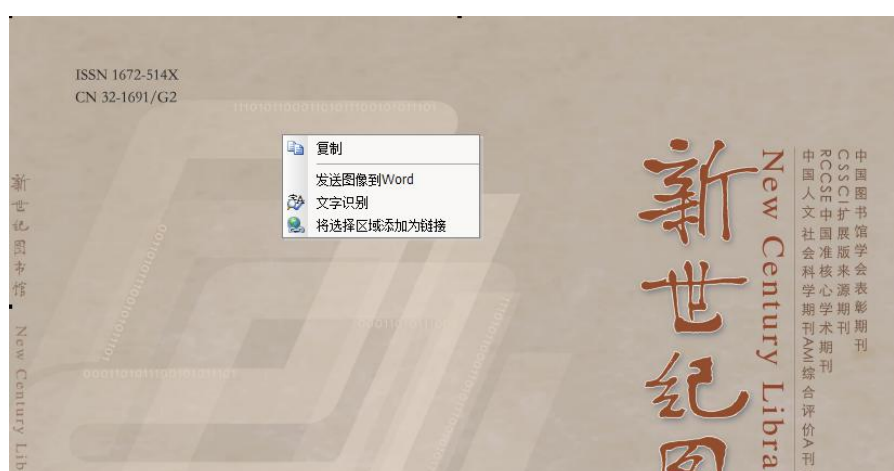 ISSN 1672-514X
CN 32-1691/G2
复制
发送图像到Word
文字识别
将选择区域添加为链接
新世纪图
New Century Libra
中国图书馆学会表彰期刊
CSSCI扩展版来源期刊
RCCSE中国准核心学术期刊
中国人文社会科学期刊AMI综合评价A刊
新世纪图书馆
New Century Lib